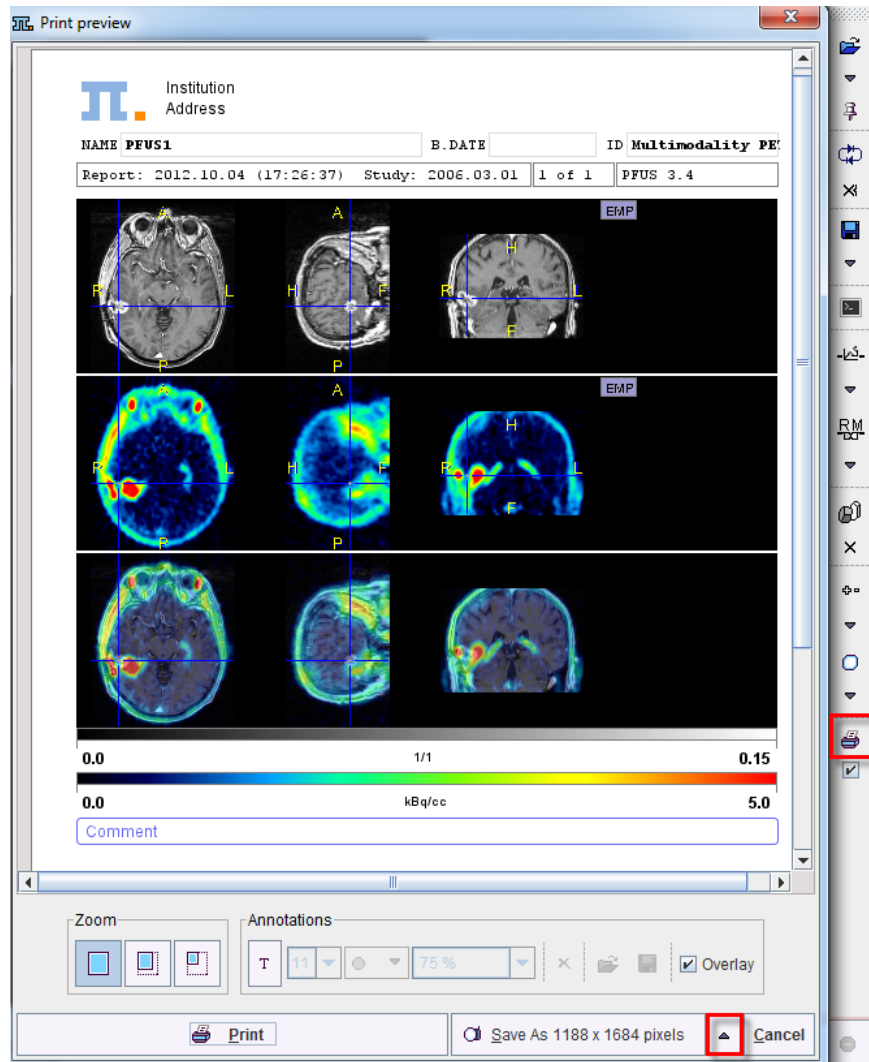 Print preview
Institution
Address
NAME PFUS1 B.DATE ID Multimodality PE
Report: 2012.10.04 (17:26:37) Study: 2006.03.01 1 of 1 PFUS 3.4
A A EMP
H
R L H F R L
F
P P
A A EMP
H
R L H F R L
F
P P
0.0 1/1 0.15
0.0 kBq/cc 5.0
Comment
Zoom Annotations
T 11 75 % Overlay
Print Save As 1188 x 1684 pixels Cancel
RM